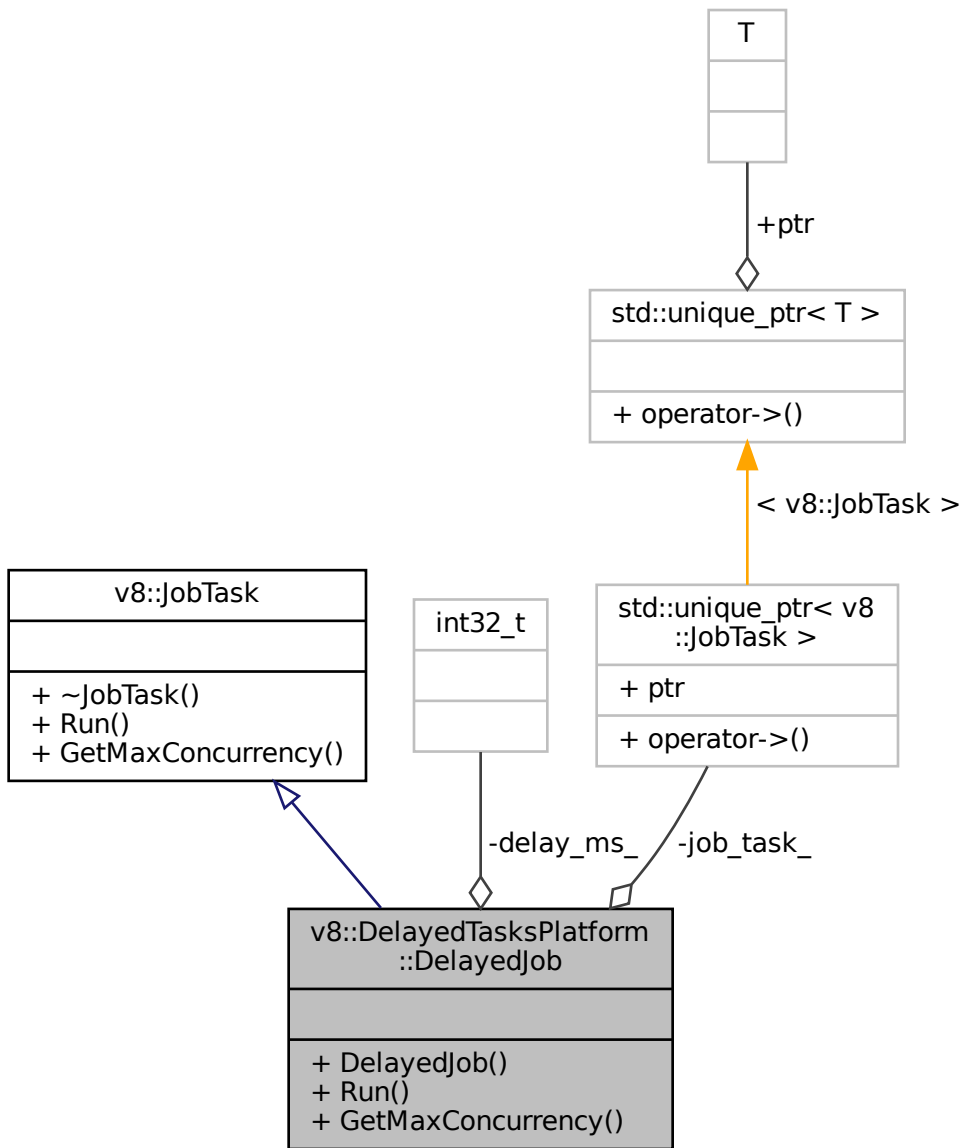 T
+ptr
std::unique_ptr< T >
+ operator->()
< v8::JobTask >
v8::JobTask
+ ~JobTask()
+ Run()
+ GetMaxConcurrency()
int32_t
std::unique_ptr< v8
::JobTask >
+ ptr
+ operator->()
-delay_ms_
-job_task_
v8::DelayedTasksPlatform
::DelayedJob
+ DelayedJob()
+ Run()
+ GetMaxConcurrency()